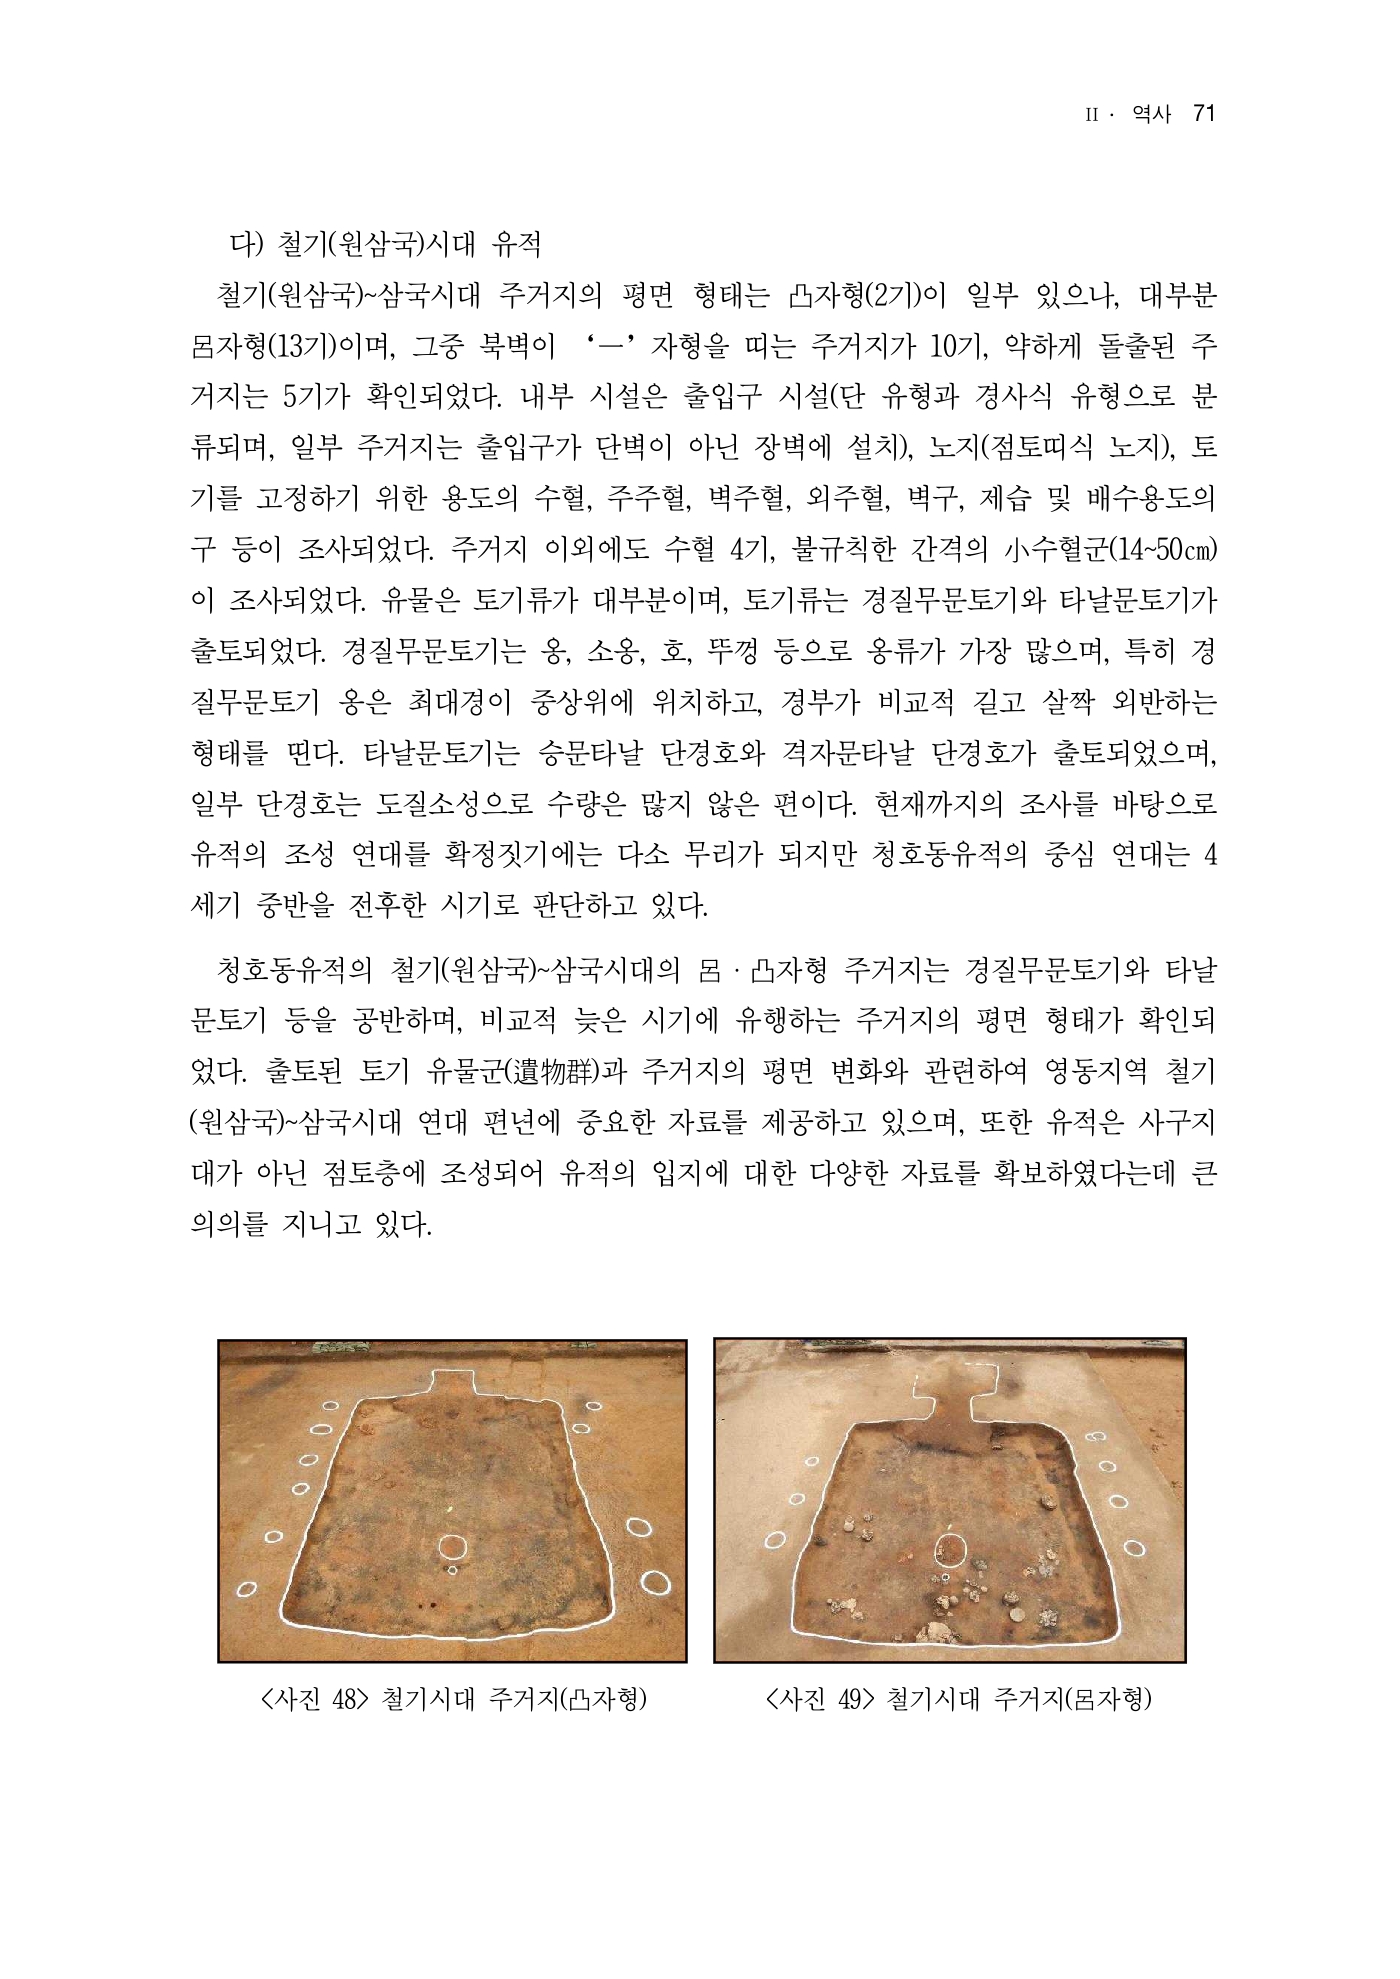 II · 역사 71
다) 철기(원삼국)시대 유적
철기(원삼국)~삼국시대 주거지의 평면 형태는 凸자형(2기)이 일부 있으나, 대부분
呂자형(13기)이며, 그중 북벽이 ‘一’자형을 띠는 주거지가 10기, 약하게 돌출된 주
거지는 5기가 확인되었다. 내부 시설은 출입구 시설(단 유형과 경사식 유형으로 분
류되며, 일부 주거지는 출입구가 단벽이 아닌 장벽에 설치), 노지(점토띠식 노지), 토
기를 고정하기 위한 용도의 수혈, 주주혈, 벽주혈, 외주혈, 벽구, 제습 및 배수용도의
구 등이 조사되었다. 주거지 이외에도 수혈 4기, 불규칙한 간격의 小수혈군(14~50㎝)
이 조사되었다. 유물은 토기류가 대부분이며, 토기류는 경질무문토기와 타날문토기가
출토되었다. 경질무문토기는 옹, 소옹, 호, 뚜껑 등으로 옹류가 가장 많으며, 특히 경
질무문토기 옹은 최대경이 중상위에 위치하고, 경부가 비교적 길고 살짝 외반하는
형태를 띤다. 타날문토기는 승문타날 단경호와 격자문타날 단경호가 출토되었으며,
일부 단경호는 도질소성으로 수량은 많지 않은 편이다. 현재까지의 조사를 바탕으로
유적의 조성 연대를 확정짓기에는 다소 무리가 되지만 청호동유적의 중심 연대는 4
세기 중반을 전후한 시기로 판단하고 있다.
청호동유적의 철기(원삼국)~삼국시대의 呂 · 凸자형 주거지는 경질무문토기와 타날
문토기 등을 공반하며, 비교적 늦은 시기에 유행하는 주거지의 평면 형태가 확인되
었다. 출토된 토기 유물군(遺物群)과 주거지의 평면 변화와 관련하여 영동지역 철기
(원삼국)~삼국시대 연대 편년에 중요한 자료를 제공하고 있으며, 또한 유적은 사구지
대가 아닌 점토층에 조성되어 유적의 입지에 대한 다양한 자료를 확보하였다는데 큰
의의를 지니고 있다.
<사진 48> 철기시대 주거지(凸자형)
<사진 49> 철기시대 주거지(呂자형)